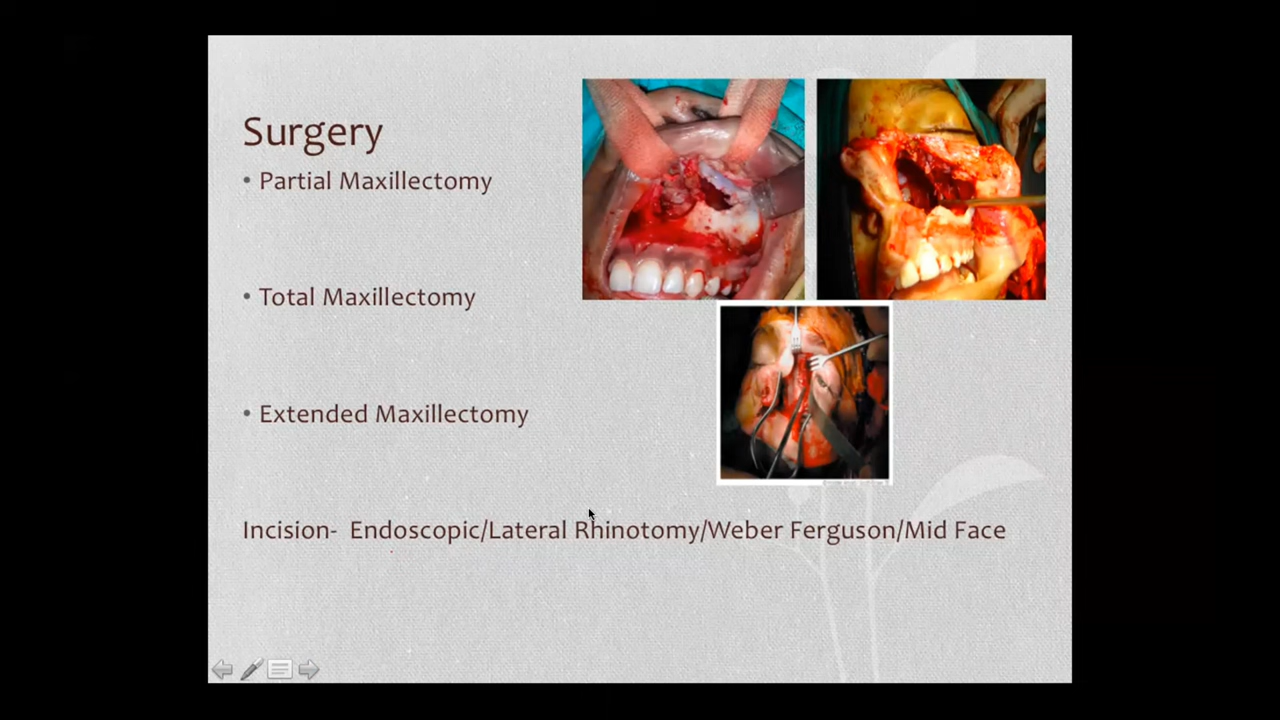 Surgery
• Partial Maxillectomy
• Total Maxillectomy
• Extended Maxillectomy
Incision- Endoscopic/Lateral Rhinotomy/Weber Ferguson/Mid Face